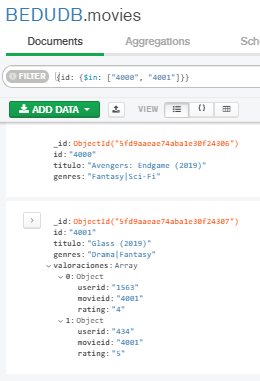 BEDUDB.movies
Documents Aggregations Sch
FILTER {id: {$in: ["4000", "4001"]}}
ADD DATA VIEW {}
_id: ObjectId("5fd9aaeae74aba1e30f24306")
id: "4000"
titulo: "Avengers: Endgame (2019)"
genres: "Fantasy|Sci-Fi"
_id: ObjectId("5fd9aaeae74aba1e30f24307")
id: "4001"
titulo: "Glass (2019)"
genres: "Drama|Fantasy"
valoraciones: Array
0: Object
userid: "1563"
movieid: "4001"
rating: "4"
1: Object
userid: "434"
movieid: "4001"
rating: "5"